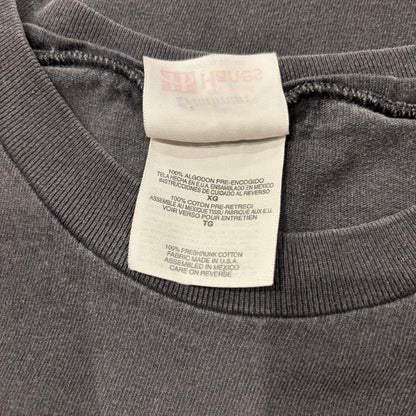 Hanes
100% ALGODON PRE-ENCOGIDO
TELA HECHA EN E.U.A. ENSAMBLADO EN MEXICO
INSTRUCCIONES DE CUIDADO AL REVERSO
XG
100% COTON PRE-RETRECI
ASSEMBLE AU MEXIQUE TISSU FABRIQUE AUX E.U.
VOIR VERSO POUR ENTRETIEN
TG
100% PRESHRUNK COTTON
FABRIC MADE IN U.S.A.
ASSEMBLED IN MEXICO
CARE ON REVERSE